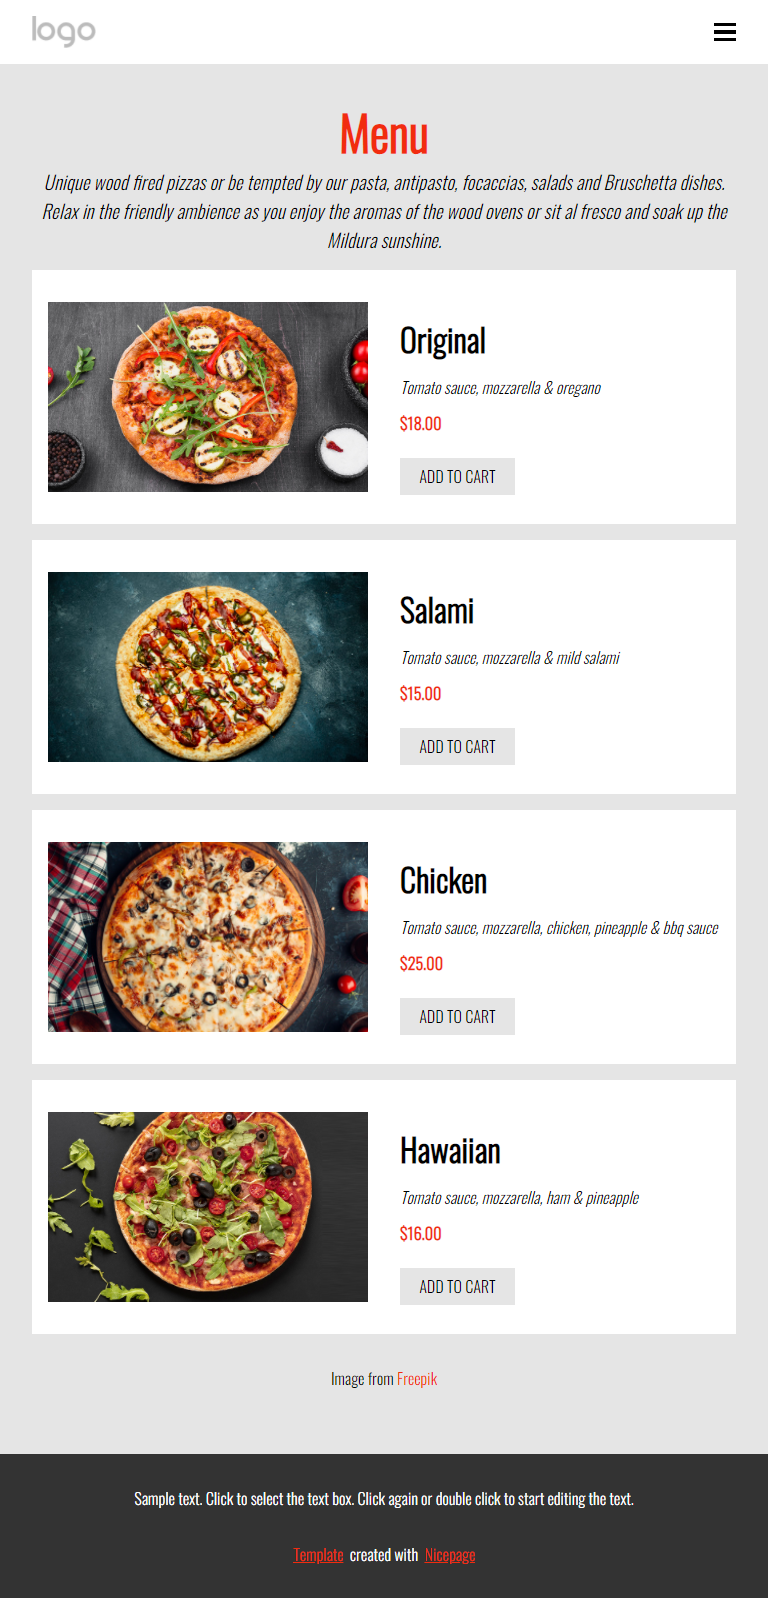 logo
Menu
Unique wood fired pizzas or be tempted by our pasta, antipasto, focaccias, salads and Bruschetta dishes.
Relax in the friendly ambience as you enjoy the aromas of the wood ovens or sit al fresco and soak up the
Mildura sunshine.
Original
Tomato sauce, mozzarella & oregano
$18.00
ADD TO CART
Salami
Tomato sauce, mozzarella & mild salami
$15.00
ADD TO CART
Chicken
Tomato sauce, mozzarella, chicken, pineapple & bbq sauce
$25.00
ADD TO CART
Hawaiian
Tomato sauce, mozzarella, ham & pineapple
$16.00
ADD TO CART
Image from Freepik
Sample text. Click to select the text box. Click again or double click to start editing the text.
Template created with Nicepage